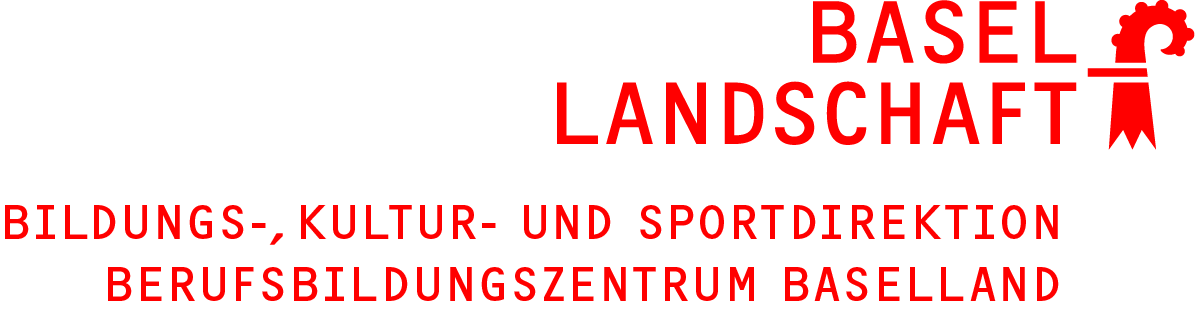 BASEL
LANDSCHAFT
BILDUNGS-, KULTUR- UND SPORTDIREKTION
BERUFSBILDUNGSZENTRUM BASELLAND